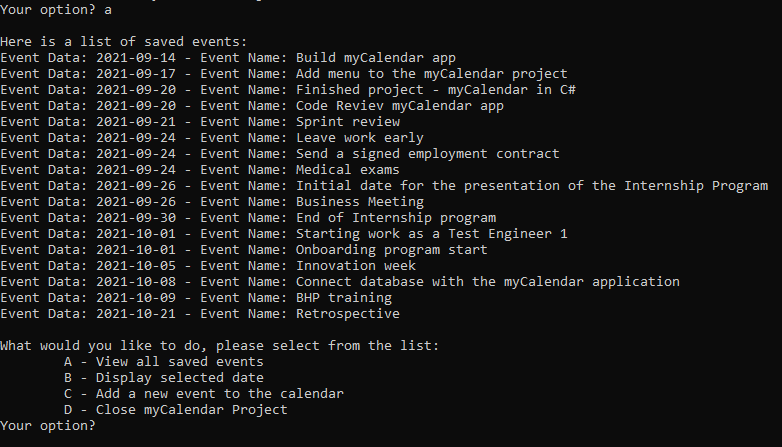 Your option? a
Here is a list of saved events:
Event Data: 2021-09-14 - Event Name: Build myCalendar app
Event Data: 2021-09-17 - Event Name: Add menu to the myCalendar project
Event Data: 2021-09-20 - Event Name: Finished project - myCalendar in C#
Event Data: 2021-09-20 - Event Name: Code Reviev myCalendar app
Event Data: 2021-09-21 - Event Name: Sprint review
Event Data: 2021-09-24 - Event Name: Leave work early
Event Data: 2021-09-24 - Event Name: Send a signed employment contract
Event Data: 2021-09-24 - Event Name: Medical exams
Event Data: 2021-09-26 - Event Name: Initial date for the presentation of the Internship Program
Event Data: 2021-09-26 - Event Name: Business Meeting
Event Data: 2021-09-30 - Event Name: End of Internship program
Event Data: 2021-10-01 - Event Name: Starting work as a Test Engineer 1
Event Data: 2021-10-01 - Event Name: Onboarding program start
Event Data: 2021-10-05 - Event Name: Innovation week
Event Data: 2021-10-08 - Event Name: Connect database with the myCalendar application
Event Data: 2021-10-09 - Event Name: BHP training
Event Data: 2021-10-21 - Event Name: Retrospective
What would you like to do, please select from the list:
A - View all saved events
B - Display selected date
C - Add a new event to the calendar
D - Close myCalendar Project
Your option?